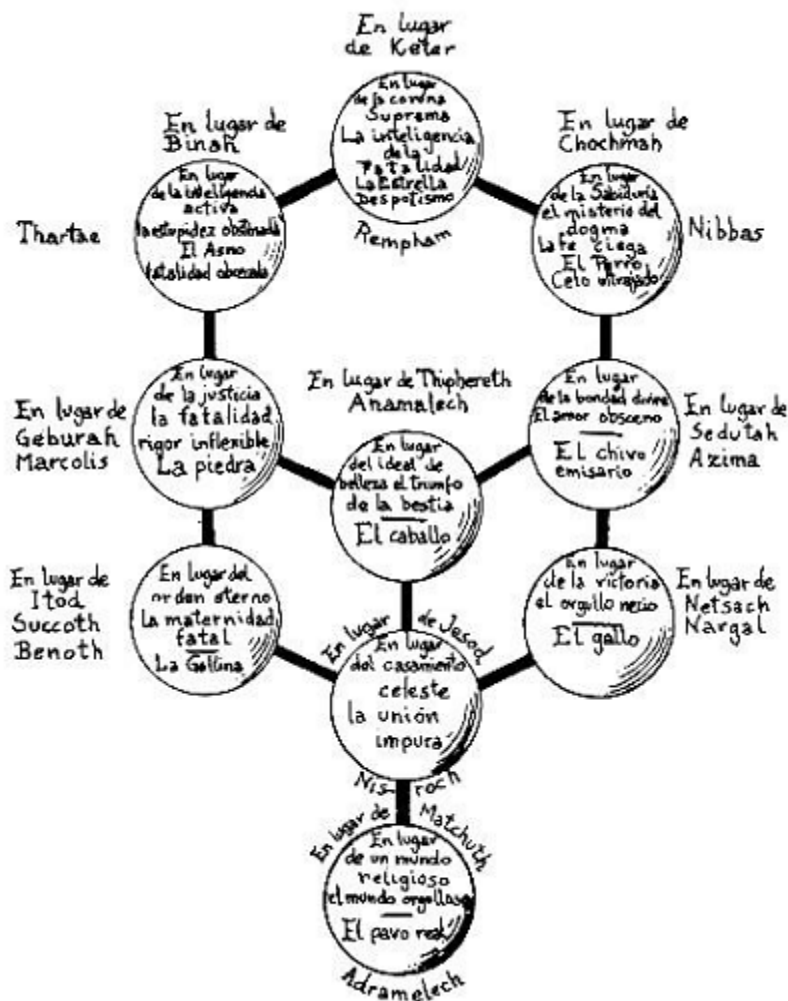 En lugar
de Keter
En lugar
de la corona
Suprema
La inteligencia
de la
Fatalidad
La Estrella
Despotismo
Rempham
En lugar de
Binah
En lugar
de la inteligencia
activa
la estupidez obstinada
El Asno
fatalidad
Thartae
En lugar de
Chochmah
En lugar
de la Sabiduría
el misterio del
dogma
La fe ciega
El Perro
Celo ultrajado
Nibbas
En lugar de
Geburah
Marcolis
En lugar
de la justicia
la fatalidad
rigor inflexible
La piedra
En lugar de Thiphereth
Anamalech
En lugar
del ideal de
belleza el triumfo
de la bestia
El caballo
En lugar
de la bondad divina
El amor obsceno
El chivo
emisario
En lugar de
Sedutah
Azima
En lugar de
Itod
Succoth
Benoth
En lugar del
orden eterno
La maternidad
fatal
La Gallina
En lugar de Jesod
En lugar
del casamiento
celeste
la unión
impura
Nisroch
En lugar
de la victoria
el orgullo necio
El gallo
En lugar de
Netsach
Nargal
En lugar de Matchuth
En lugar
de un mundo
religioso
el mundo orgulloso
El pavo real
Adramelech